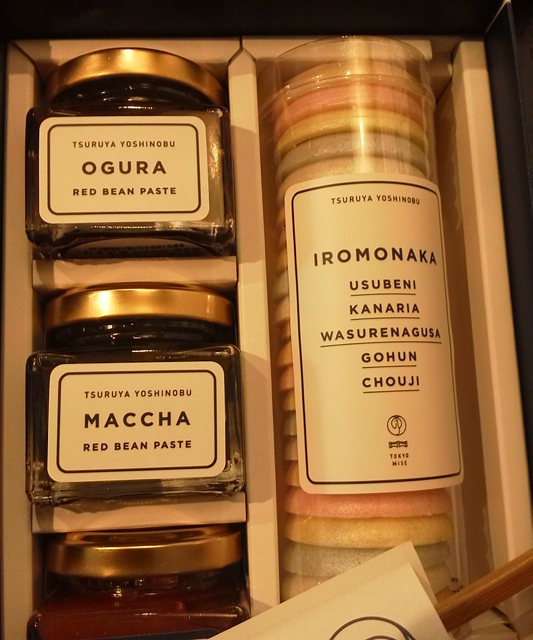 TSURUYA YOSHINOBU
OGURA
RED BEAN PASTE
TSURUYA YOSHINOBU
MACCHA
RED BEAN PASTE
TSURUYA YOSHINOBU
IROMONAKA
USUBENI
KANARIA
WASURENAGUSA
GOHUN
CHOUJI
TOKYO
MISE